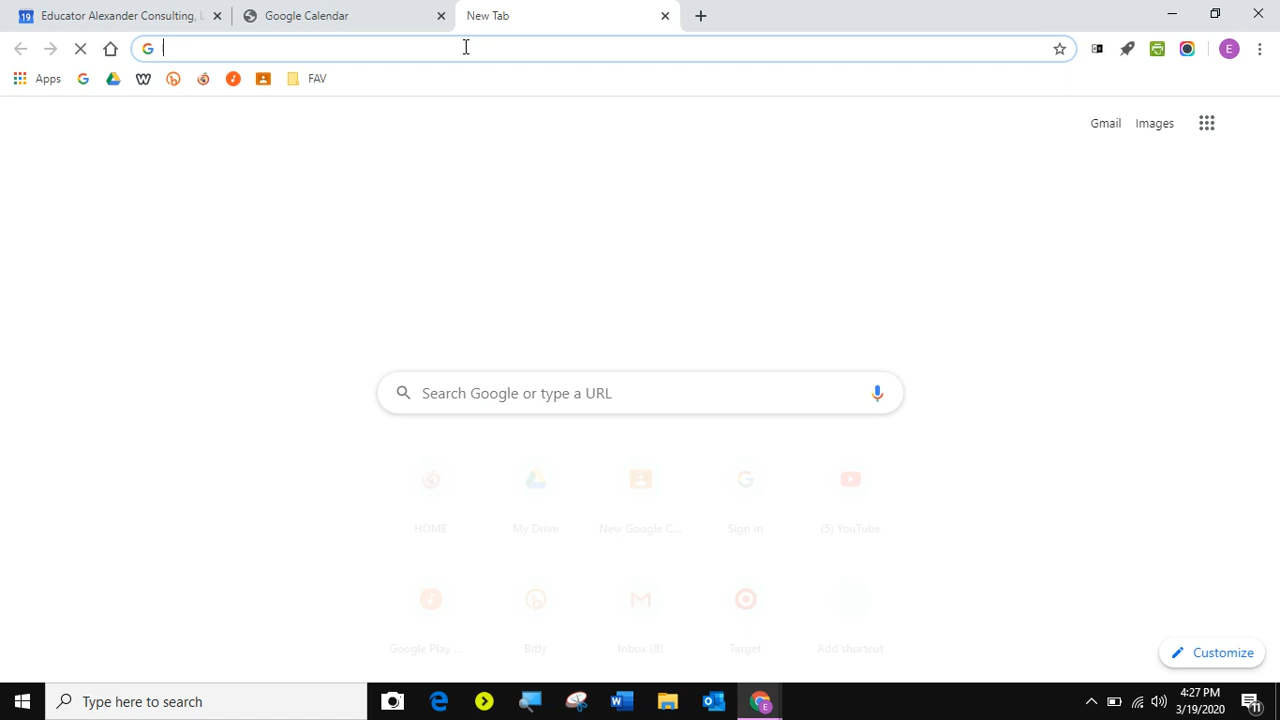 19 Educator Alexander Consulting, L
Google Calendar
New Tab
E
Apps
FAV
Gmail Images
Search Google or type a URL
HOME My Drive New Google C... Sign in (5) YouTube
Google Play ... Bitly Inbox (8) Target Add shortcut
Customize
Type here to search
4:27 PM
3/19/2020
11